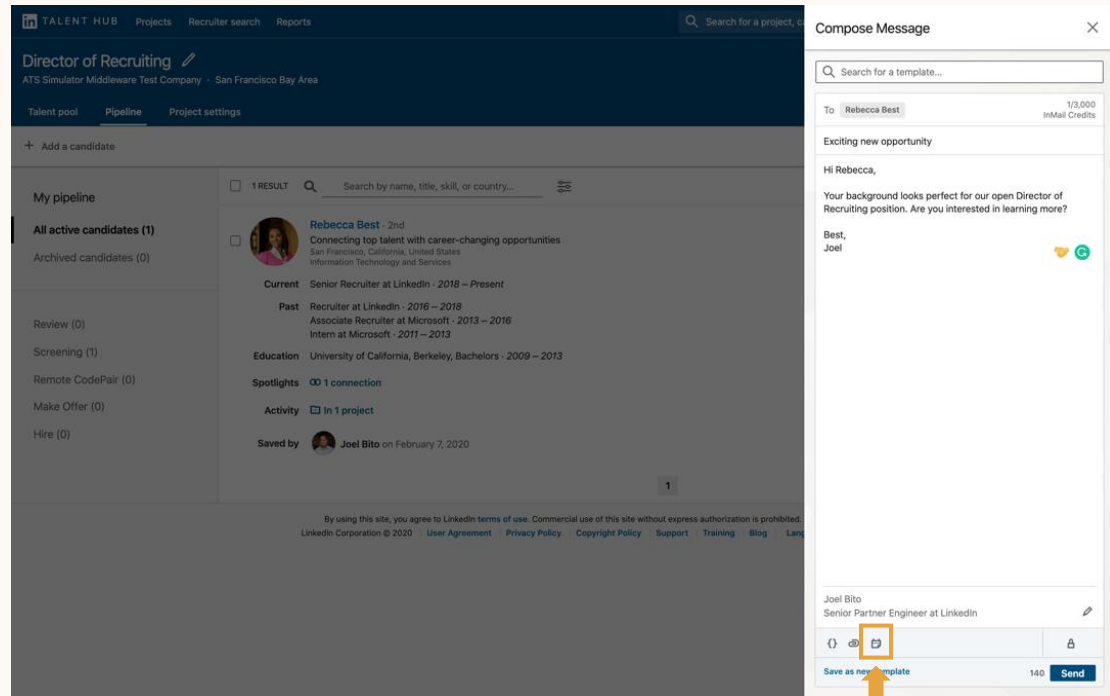 in TALENT HUB Projects Recruiter search Reports
Search for a project, ca
Director of Recruiting
ATS Simulator Middleware Test Company · San Francisco Bay Area
Talent pool Pipeline Project settings
+ Add a candidate
My pipeline
All active candidates (1)
Archived candidates (0)
Review (0)
Screening (1)
Remote CodePair (0)
Make Offer (0)
Hire (0)
1 RESULT Search by name, title, skill, or country...
Rebecca Best · 2nd
Connecting top talent with career-changing opportunities
San Francisco, California, United States
Information Technology and Services
Current Senior Recruiter at LinkedIn · 2018 – Present
Past Recruiter at LinkedIn · 2016 – 2018
Associate Recruiter at Microsoft · 2013 – 2016
Intern at Microsoft · 2011 – 2013
Education University of California, Berkeley, Bachelors · 2009 – 2013
Spotlights 1 connection
Activity In 1 project
Saved by Joel Bito on February 7, 2020
1
By using this site, you agree to LinkedIn terms of use. Commercial use of this site without express authorization is prohibited.
LinkedIn Corporation © 2020 User Agreement Privacy Policy Copyright Policy Support Training Blog Lang
Compose Message
Search for a template...
To Rebecca Best
1/3,000
InMail Credits
Exciting new opportunity
Hi Rebecca,
Your background looks perfect for our open Director of
Recruiting position. Are you interested in learning more?
Best,
Joel
Joel Bito
Senior Partner Engineer at LinkedIn
{}
Save as new template 140 Send